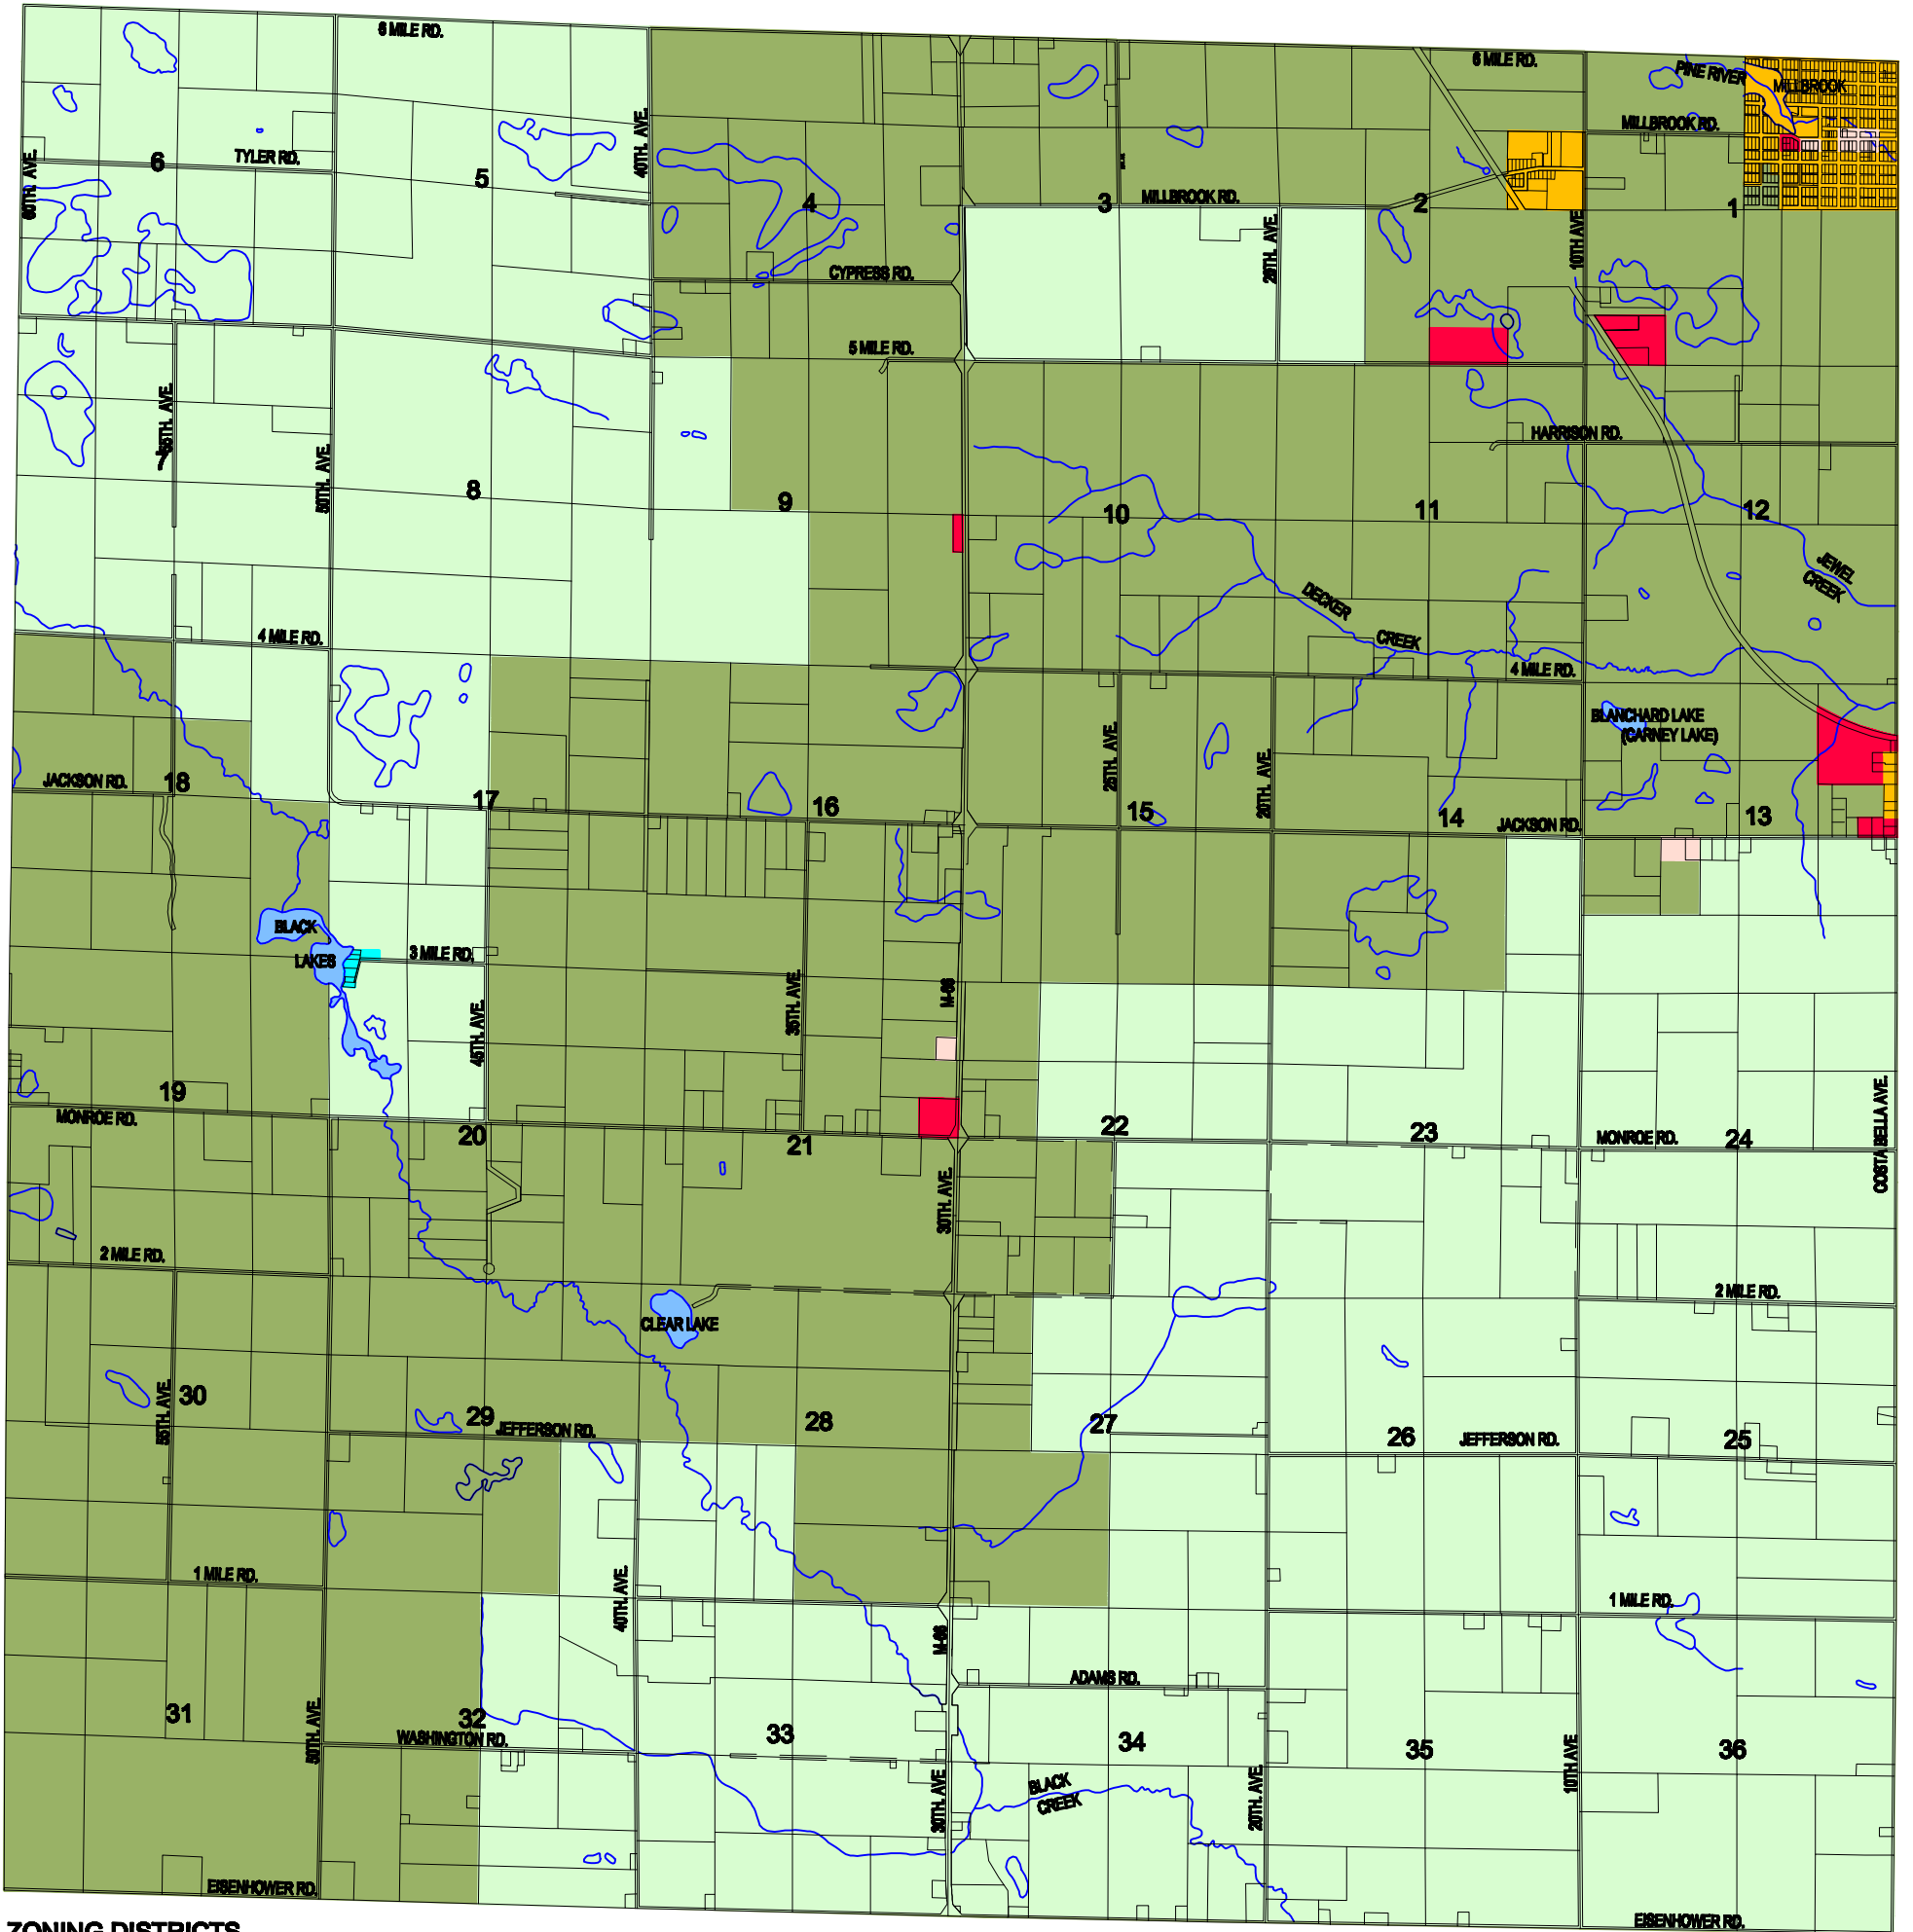 6 MILE RD.
6 MILE RD.
PINE RIVER
MILLBROOK
MILLBROOK RD.
40TH. AVE.
60TH. AVE.
6
TYLER RD.
5
4
3
MILLBROOK RD.
2
1
20TH. AVE.
10TH AVE
CYPRESS RD.
5 MILE RD.
55TH. AVE.
7
50TH. AVE.
8
9
10
11
HARRISON RD.
12
JEWEL
CREEK
DECKER
CREEK
4 MILE RD.
4 MILE RD.
BLANCHARD LAKE
(CARNEY LAKE)
JACKSON RD.
18
17
16
25TH. AVE.
15
20TH. AVE.
14
JACKSON RD.
13
BLACK
LAKES
3 MILE RD.
45TH. AVE.
35TH. AVE.
M-66
19
MONROE RD.
20
21
22
23
MONROE RD.
24
COSTABELLA AVE.
30TH. AVE.
2 MILE RD.
2 MILE RD.
CLEAR LAKE
55TH. AVE.
30
29
JEFFERSON RD.
28
27
26
JEFFERSON RD.
25
1 MILE RD.
40TH. AVE.
1 MILE RD.
M-66
ADAMS RD.
31
50TH. AVE.
32
WASHINGTON RD.
33
34
35
36
30TH. AVE
BLACK
CREEK
20TH. AVE.
10TH AVE
EISENHOWER RD.
EISENHOWER RD.
ZONING DISTRICTS